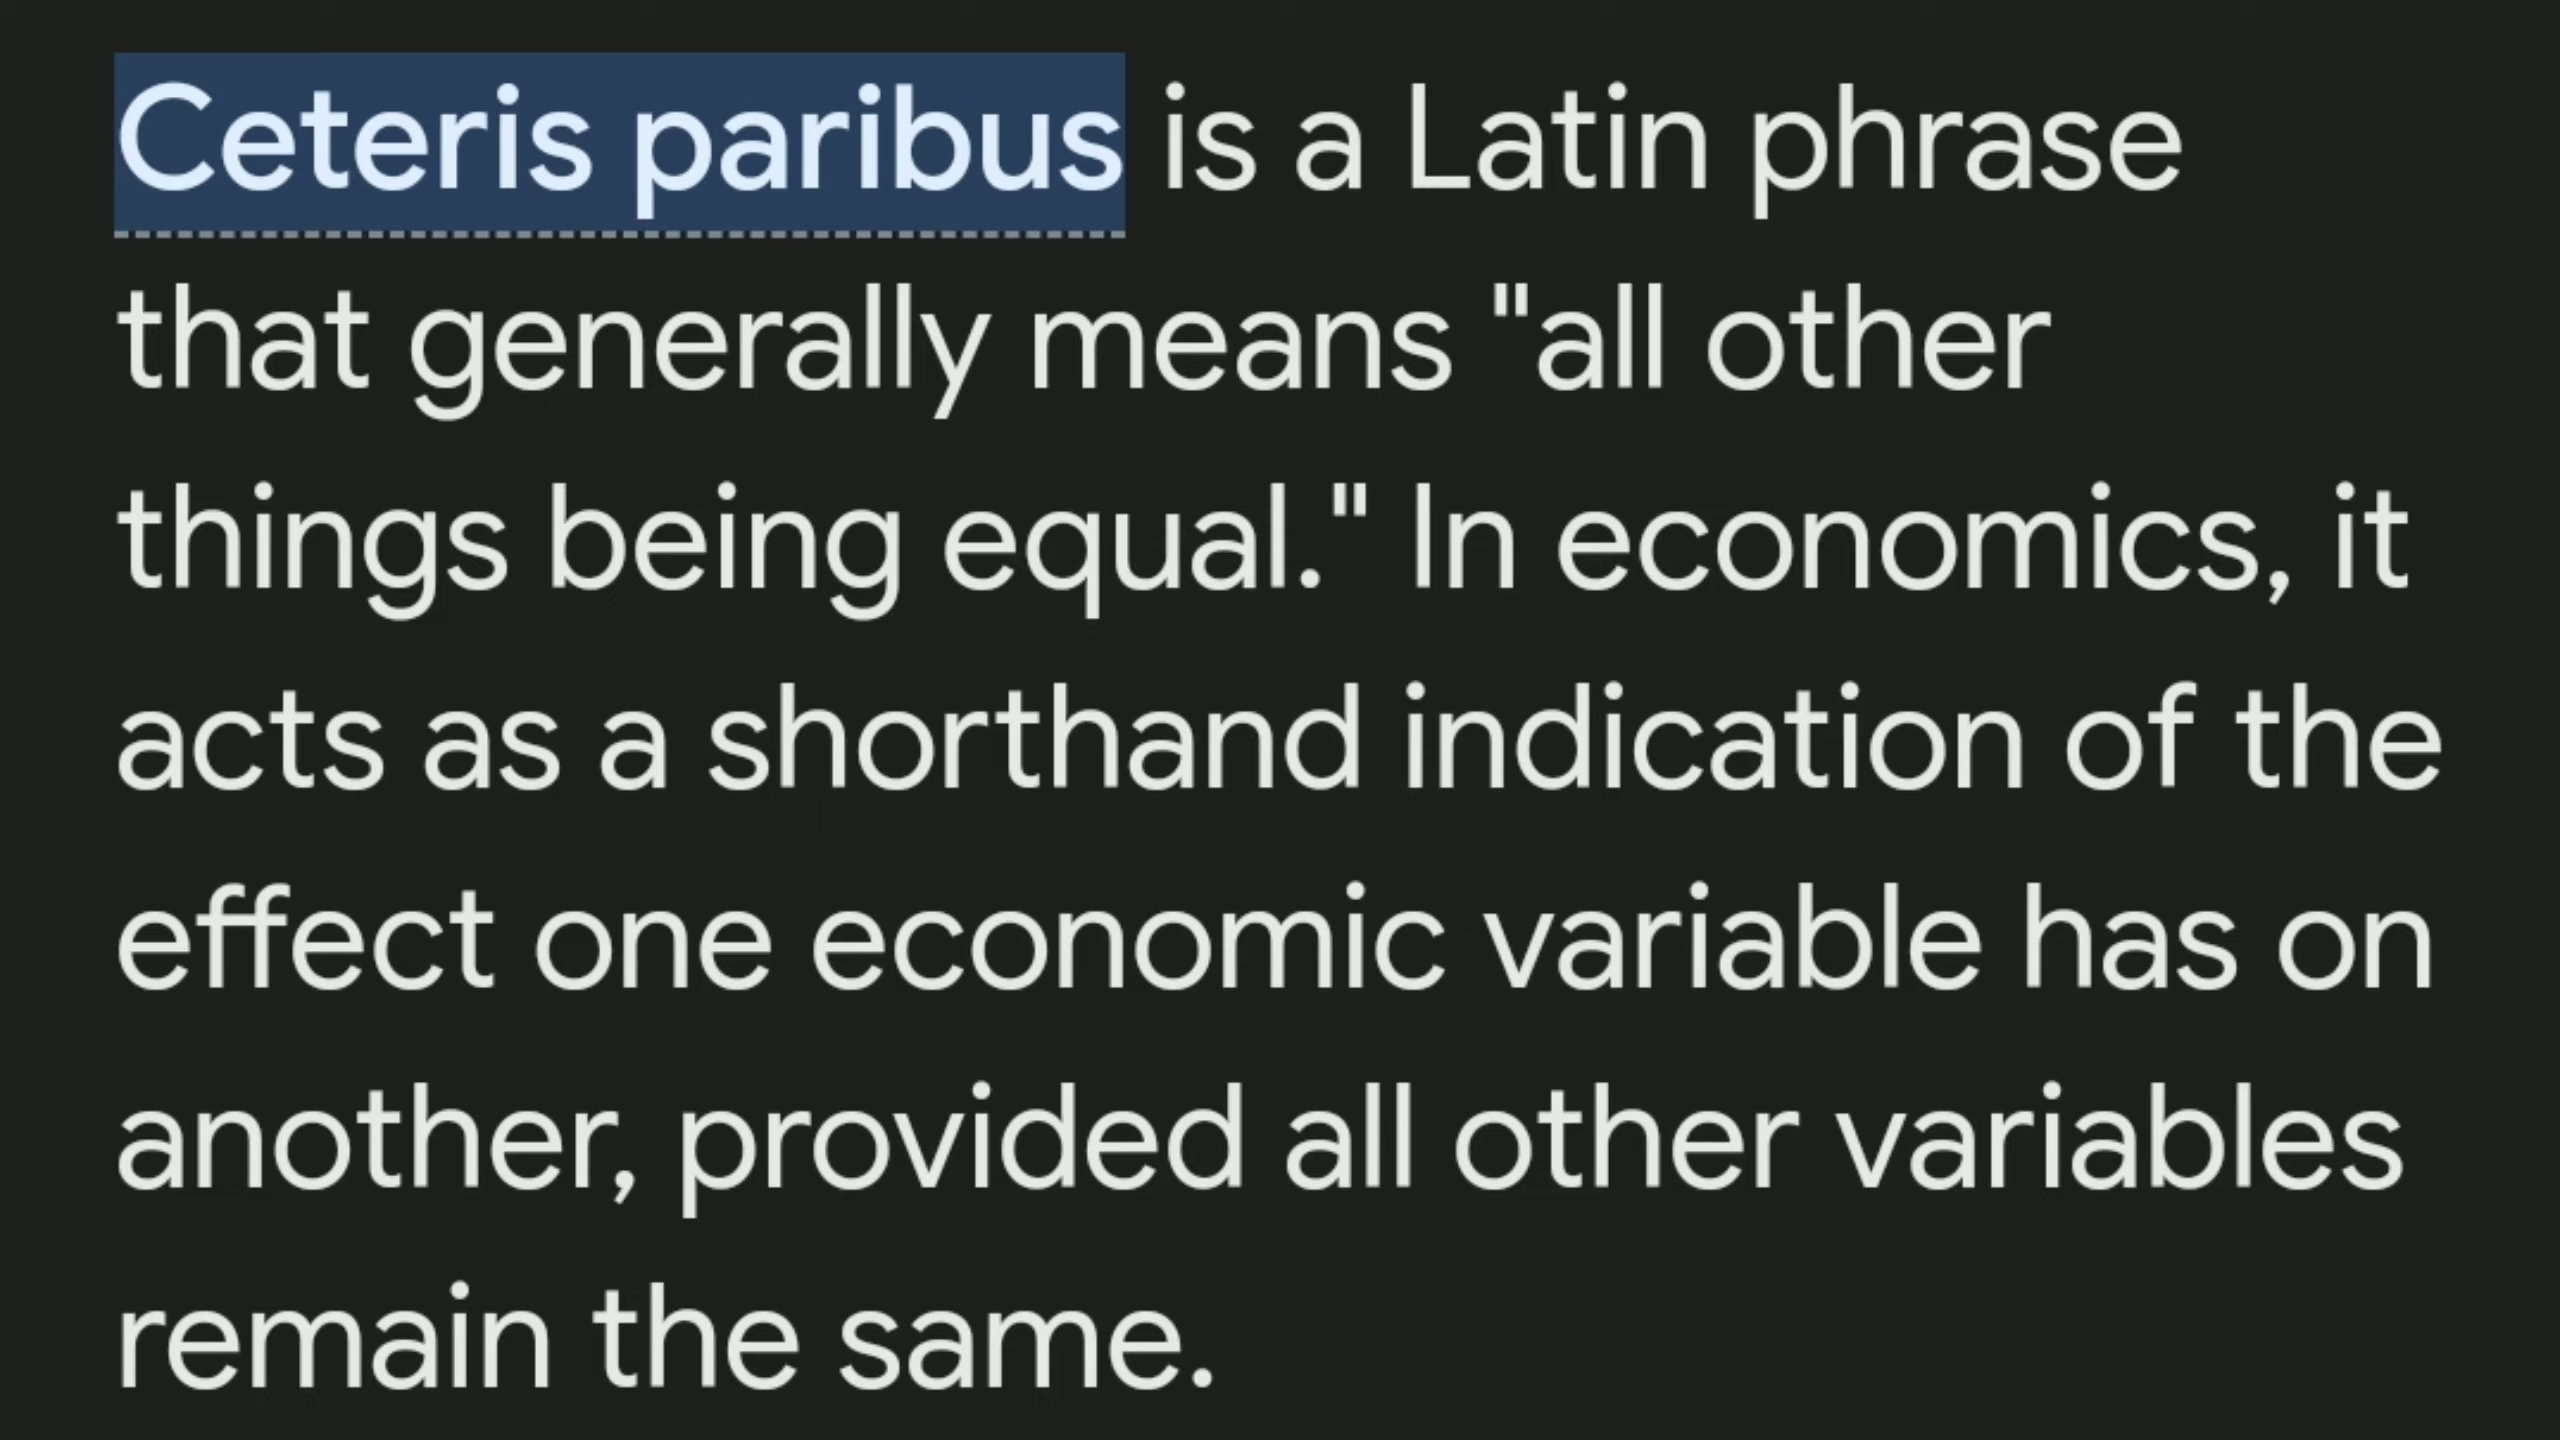 Ceteris paribus is a Latin phrase
that generally means "all other
things being equal." In economics, it
acts as a shorthand indication of the
effect one economic variable has on
another, provided all other variables
remain the same.